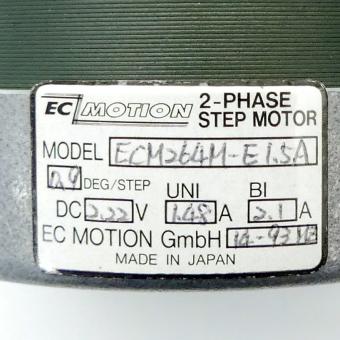 EC MOTION 2-PHASE
STEP MOTOR
MODEL ECM264M-E1.5A
0.9 DEG/STEP UNI BI
DC 2.22 V 1.48 A 2.1 A
EC MOTION GmbH
MADE IN JAPAN